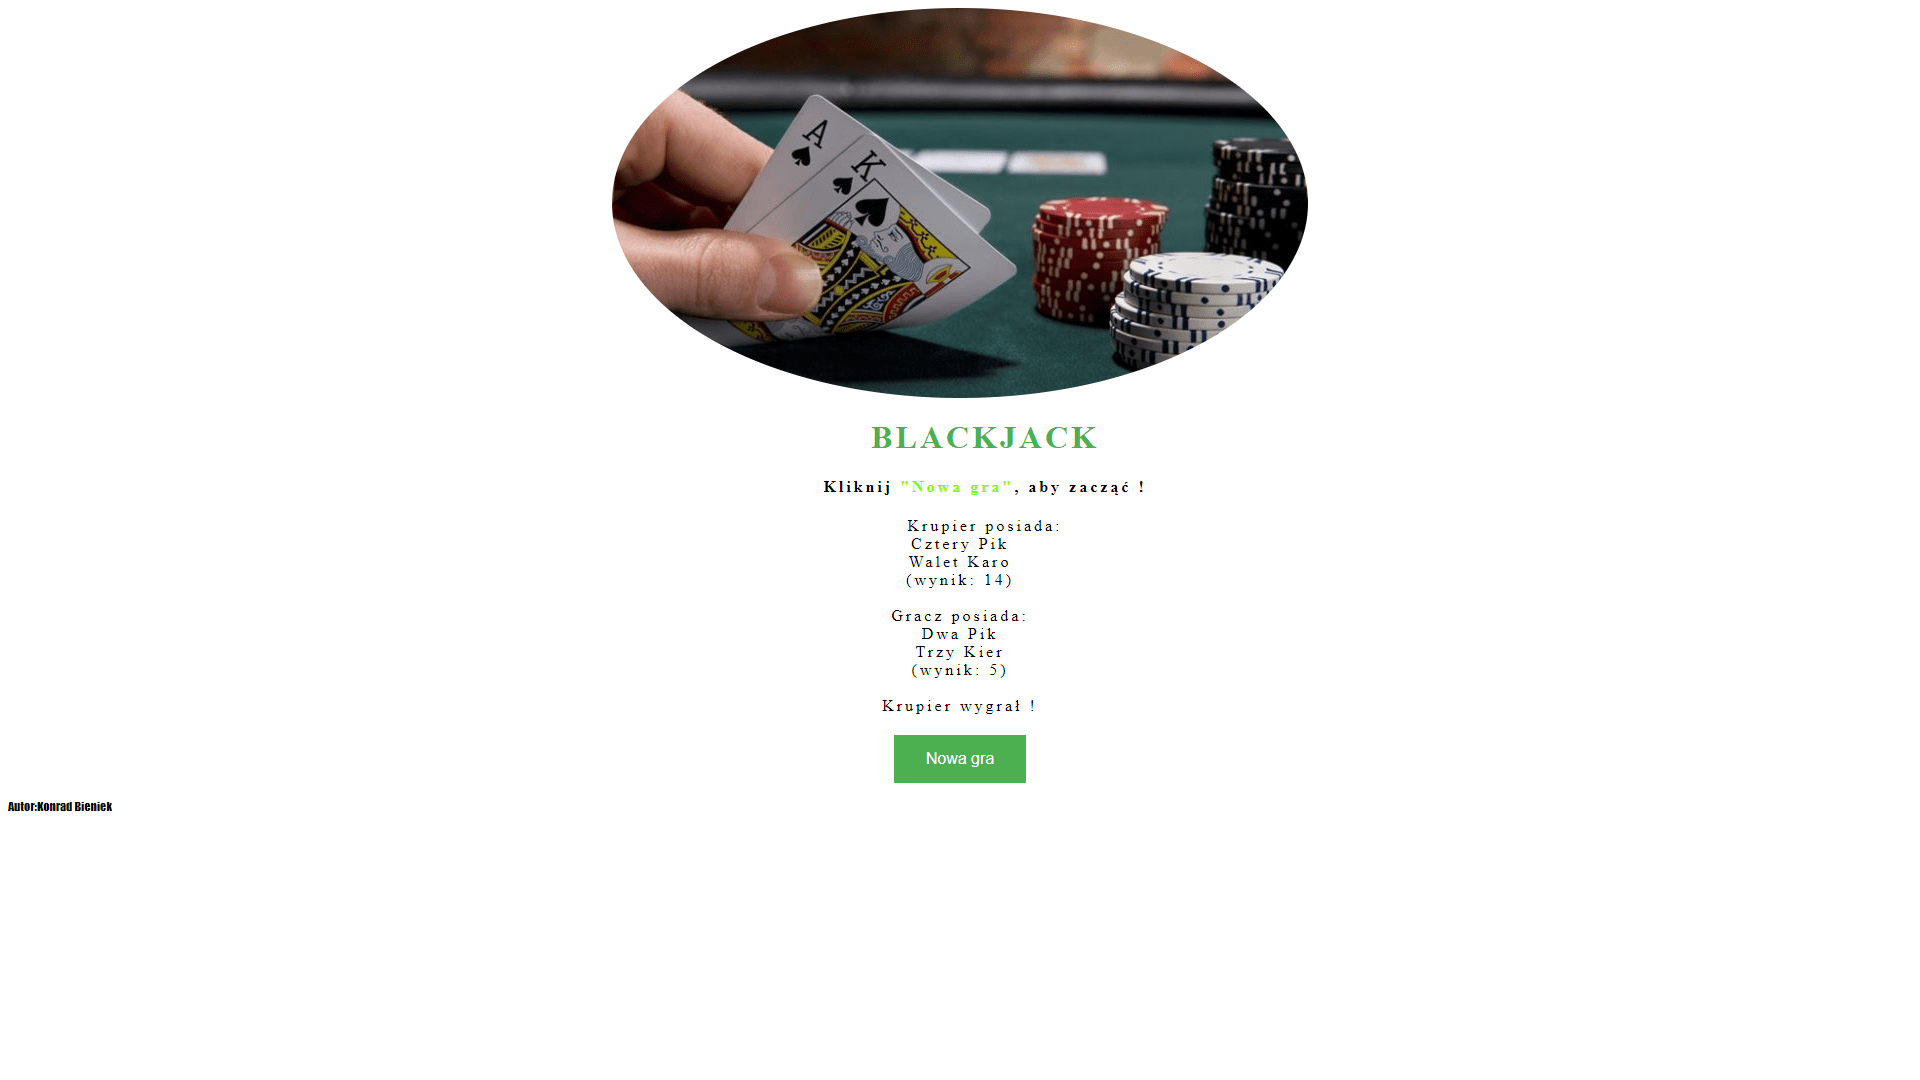 A
K
BLACKJACK
Kliknij "Nowa gra", aby zacząć !
Krupier posiada:
Cztery Pik
Walet Karo
(wynik: 14)
Gracz posiada:
Dwa Pik
Trzy Kier
(wynik: 5)
Krupier wygrał !
Nowa gra
Autor:Konrad Bieniek